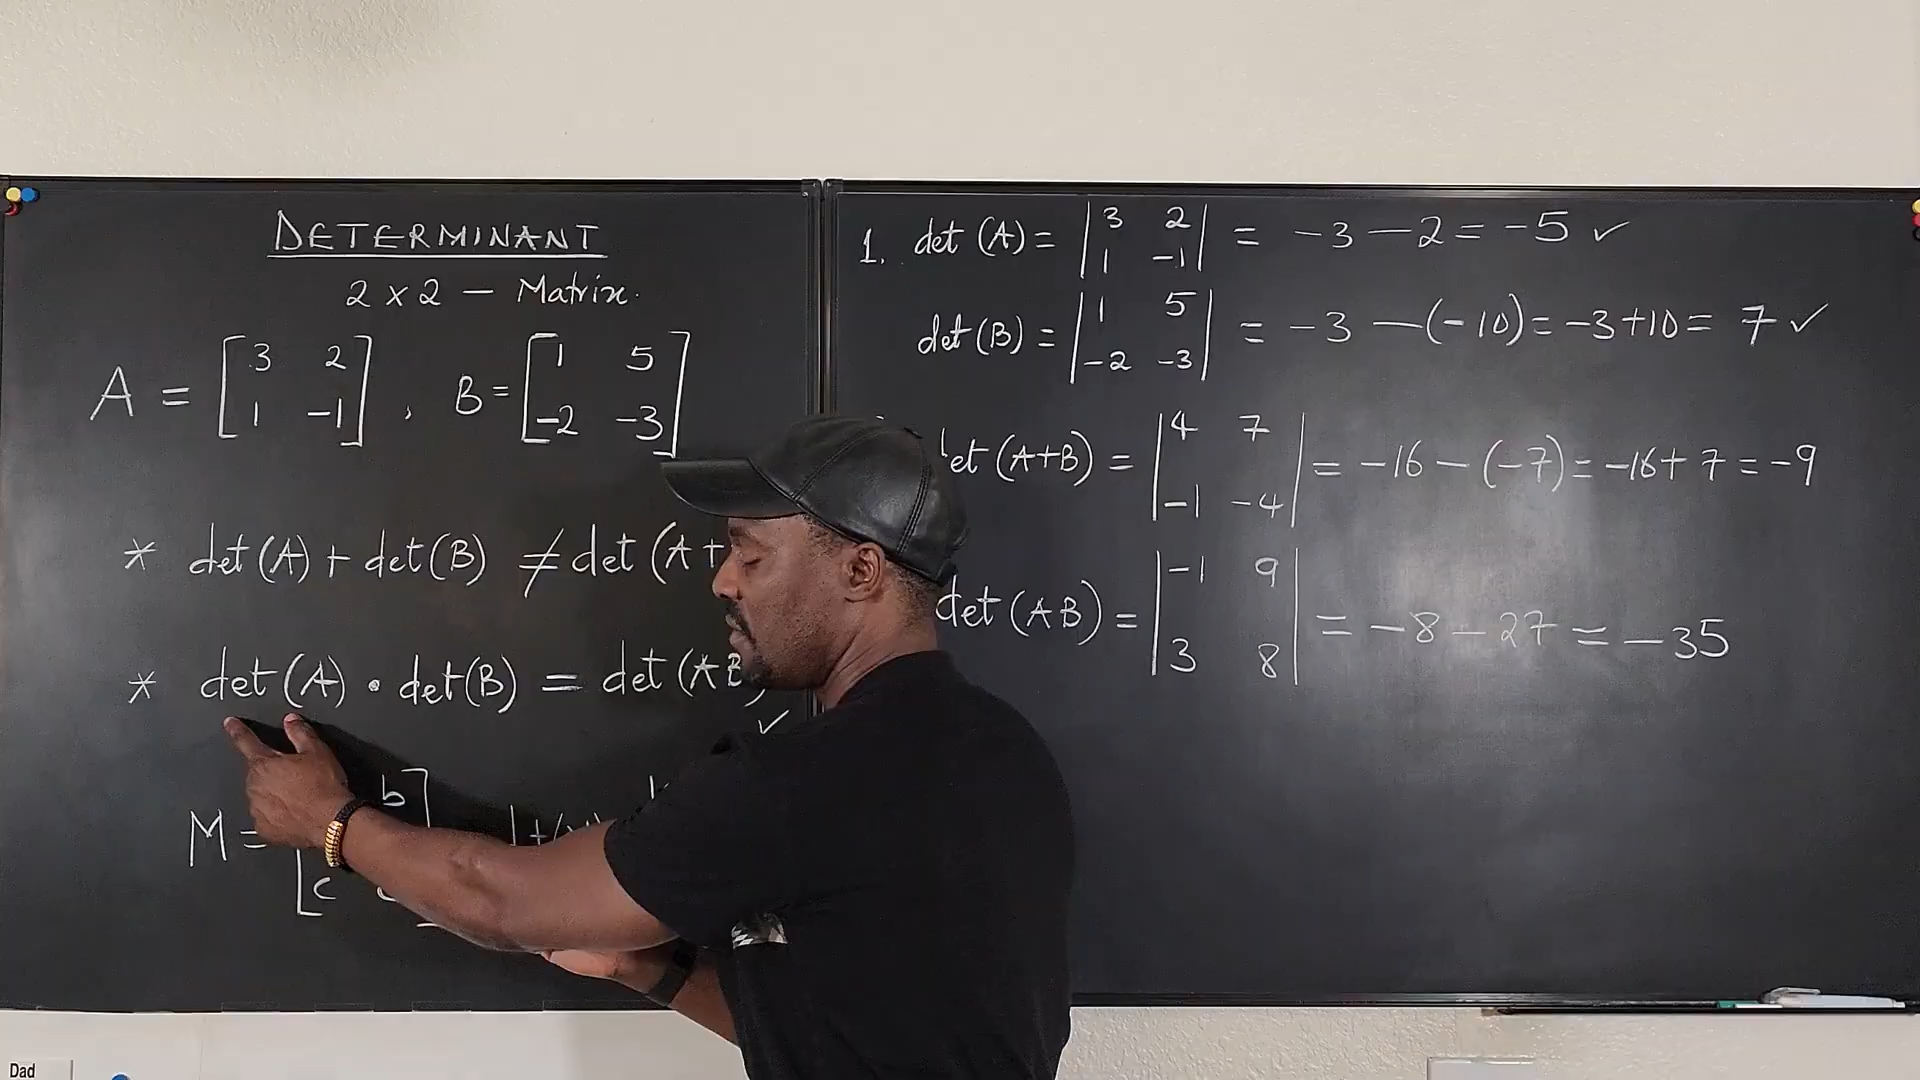 DETERMINANT
2 x 2 – Matrix.
A = [3 2
1 -1] , B = [1 5
-2 -3]
* det(A) + det(B) ≠ det(A+
* det(A) • det(B) = det(AB)
✓
M = [ b
c
1. det(A) = |3 2
1 -1| = -3 - 2 = -5 ✓
det(B) = |1 5
-2 -3| = -3 - (-10) = -3+10 = 7 ✓
et(A+B) = |4 7
-1 -4| = -16 - (-7) = -16+7 = -9
det(AB) = |-1 9
3 8| = -8 - 27 = -35
Dad